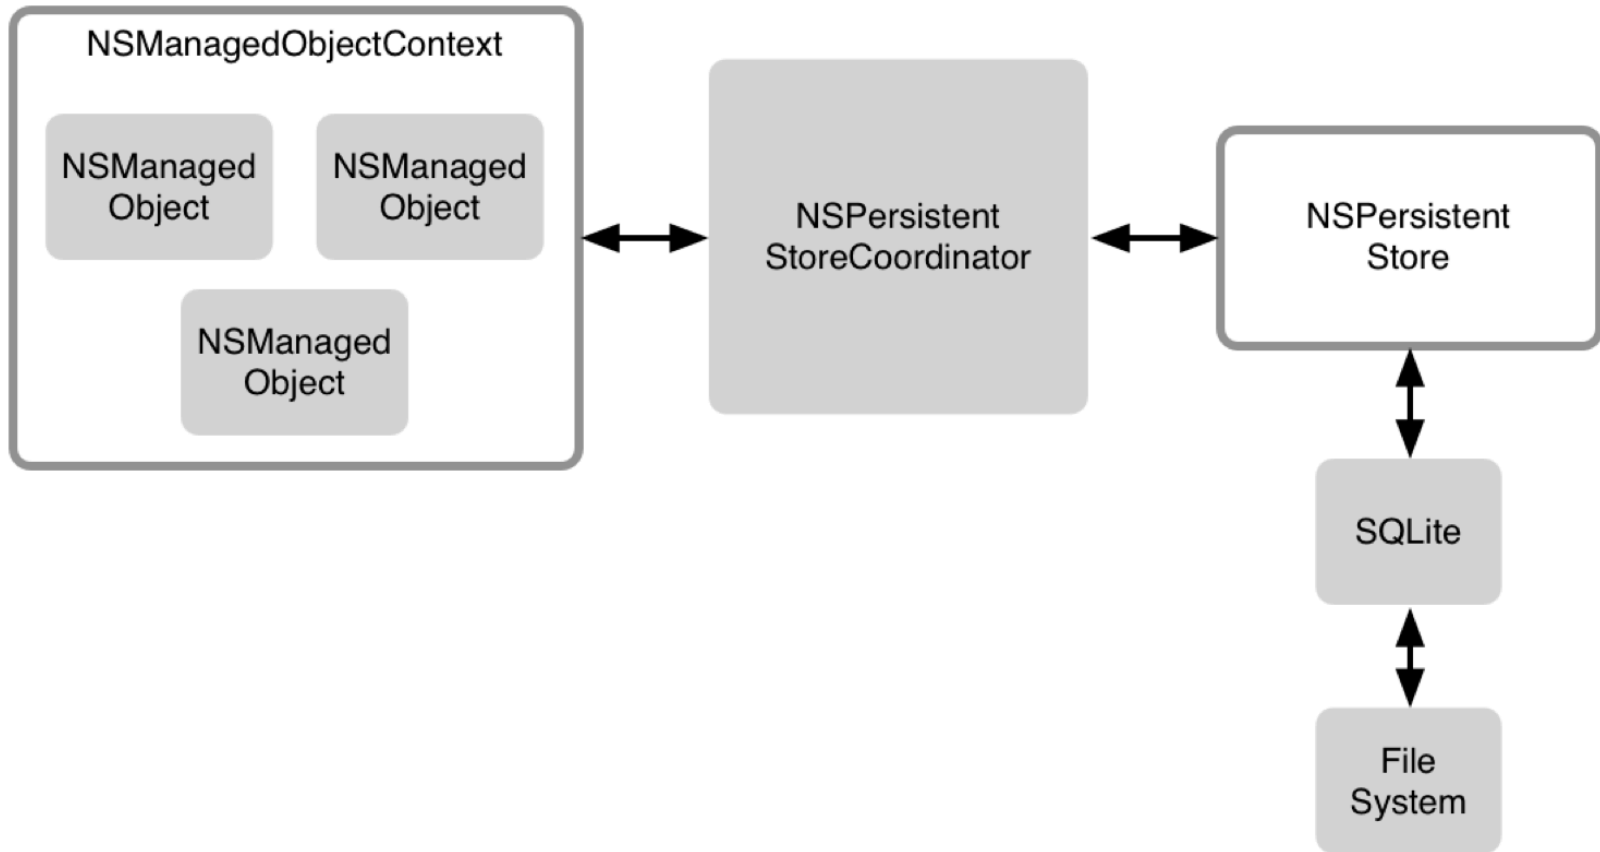 NSManagedObjectContext
NSManaged
Object
NSManaged
Object
NSManaged
Object
NSPersistent
StoreCoordinator
NSPersistent
Store
SQLite
File
System